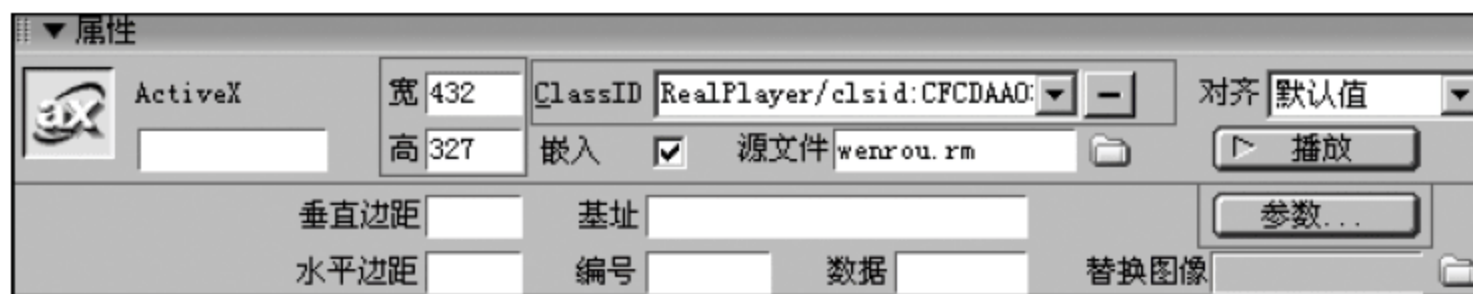 属性
ActiveX 宽 432 ClassID RealPlayer/clsid:CFCDAA03 对齐 默认值
高 327 嵌入 源文件 wenrou.rm 播放
垂直边距 基址 参数...
水平边距 编号 数据 替换图像